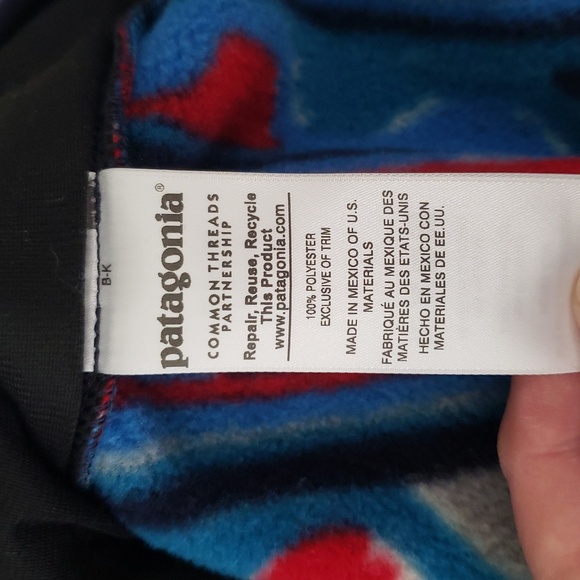 patagonia®
COMMON THREADS
PARTNERSHIP
Repair, Reuse, Recycle
This Product
www.patagonia.com
100% POLYESTER
EXCLUSIVE OF TRIM
MADE IN MEXICO OF U.S.
MATERIALS
FABRIQUÉ AU MEXIQUE DES
MATIÈRES DES ETATS-UNIS
HECHO EN MEXICO CON
MATERIALES DE EE.UU.
B-K